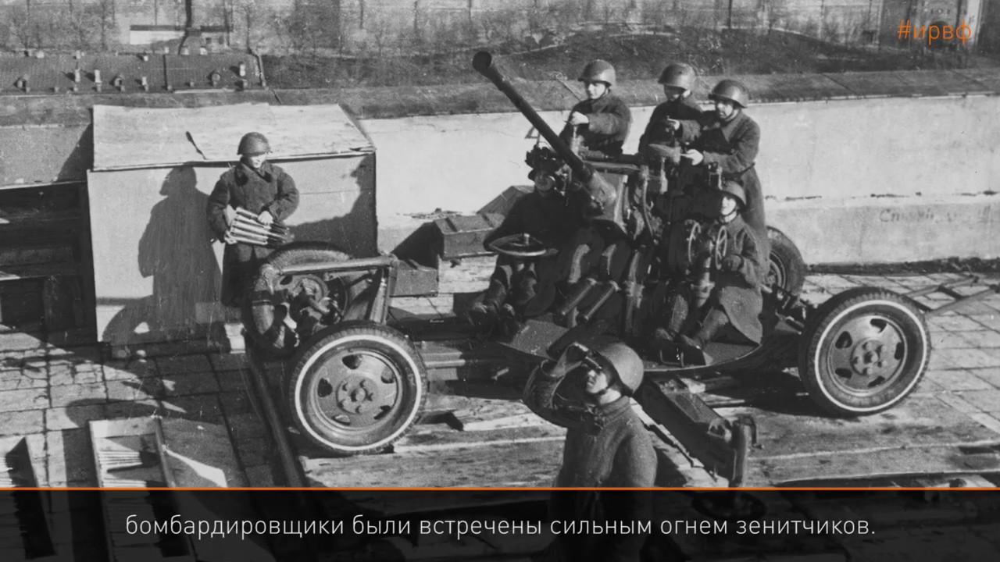 #ирвф
бомбардировщики были встречены сильным огнем зенитчиков.